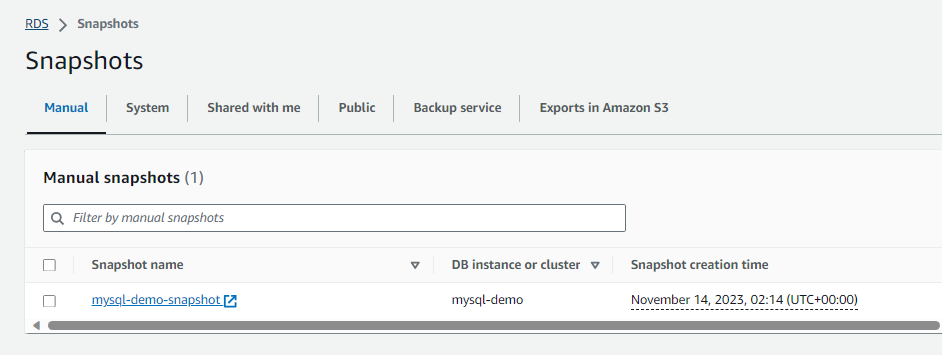 RDS > Snapshots
Snapshots
Manual System Shared with me Public Backup service Exports in Amazon S3
Manual snapshots (1)
Filter by manual snapshots
Snapshot name DB instance or cluster Snapshot creation time
mysql-demo-snapshot mysql-demo November 14, 2023, 02:14 (UTC+00:00)